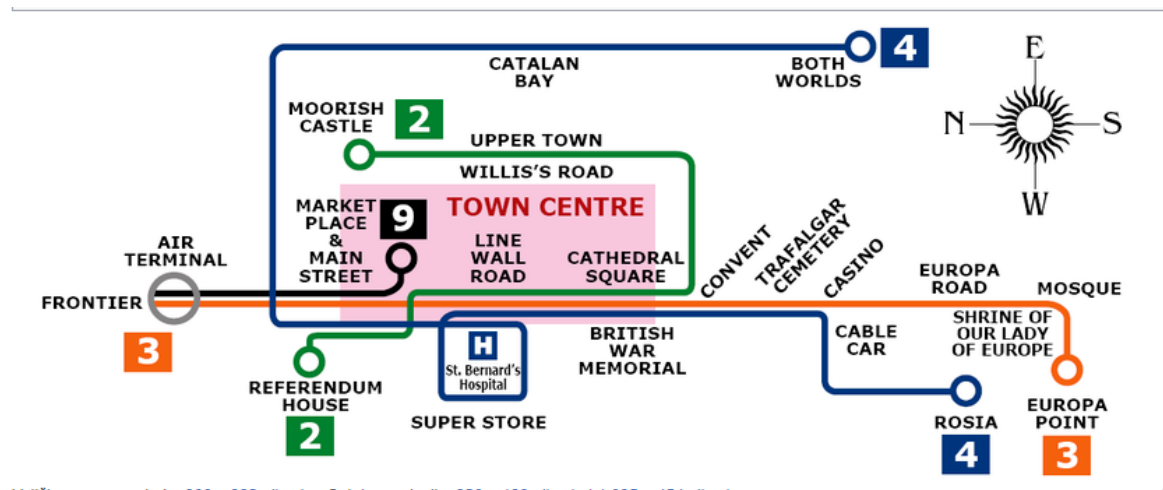 4
CATALAN
BAY
BOTH
WORLDS
E
N
S
W
MOORISH
CASTLE
2
UPPER TOWN
WILLIS'S ROAD
TOWN CENTRE
MARKET
PLACE
&
MAIN
STREET
9
LINE
WALL
ROAD
CATHEDRAL
SQUARE
AIR
TERMINAL
FRONTIER
3
CONVENT
TRAFALGAR
CEMETERY
CASINO
EUROPA
ROAD
MOSQUE
SHRINE OF
OUR LADY
OF EUROPE
CABLE
CAR
BRITISH
WAR
MEMORIAL
H
St. Bernard's
Hospital
SUPER STORE
REFERENDUM
HOUSE
2
ROSIA
4
EUROPA
POINT
3